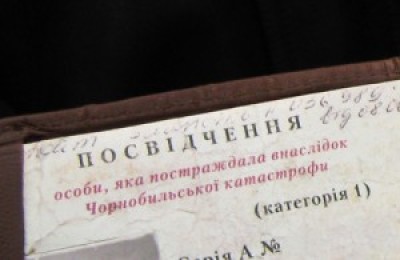 ПОСВІДЧЕННЯ
особи, яка постраждала внаслідок
Чорнобильської катастрофи
(категорія 1)
Серія А №